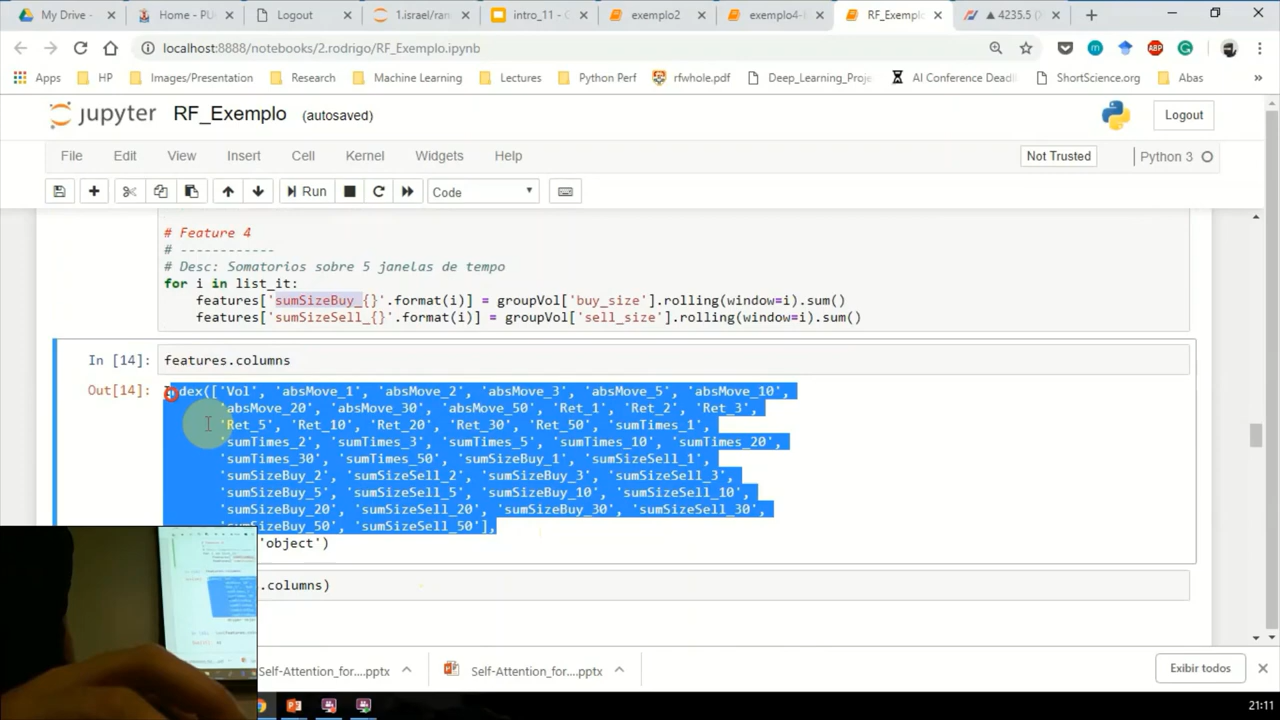 My Drive
Home - PU
Logout
1.israel/ran
intro_11 -
exemplo2
exemplo4-
RF_Exempl
▲ 4235.5
localhost:8888/notebooks/2.rodrigo/RF_Exemplo.ipynb
Apps
HP
Images/Presentation
Research
Machine Learning
Lectures
Python Perf
rfwhole.pdf
Deep_Learning_Proje
AI Conference Deadli
ShortScience.org
Abas
»
jupyter
RF_Exemplo
(autosaved)
Logout
File
Edit
View
Insert
Cell
Kernel
Widgets
Help
Not Trusted
Python 3
Run
Code
# Feature 4
# ------------
# Desc: Somatorios sobre 5 janelas de tempo
for i in list_it:
features['sumSizeBuy_{}'.format(i)] = groupVol['buy_size'].rolling(window=i).sum()
features['sumSizeSell_{}'.format(i)] = groupVol['sell_size'].rolling(window=i).sum()
In [14]:
features.columns
Out[14]:
Index(['Vol', 'absMove_1', 'absMove_2', 'absMove_3', 'absMove_5', 'absMove_10',
'absMove_20', 'absMove_30', 'absMove_50', 'Ret_1', 'Ret_2', 'Ret_3',
'Ret_5', 'Ret_10', 'Ret_20', 'Ret_30', 'Ret_50', 'sumTimes_1',
'sumTimes_2', 'sumTimes_3', 'sumTimes_5', 'sumTimes_10', 'sumTimes_20',
'sumTimes_30', 'sumTimes_50', 'sumSizeBuy_1', 'sumSizeSell_1',
'sumSizeBuy_2', 'sumSizeSell_2', 'sumSizeBuy_3', 'sumSizeSell_3',
'sumSizeBuy_5', 'sumSizeSell_5', 'sumSizeBuy_10', 'sumSizeSell_10',
'sumSizeBuy_20', 'sumSizeSell_20', 'sumSizeBuy_30', 'sumSizeSell_30',
'sumSizeBuy_50', 'sumSizeSell_50'],
'object')
.columns)
Self-Attention_for....pptx
Self-Attention_for....pptx
Exibir todos
21:11